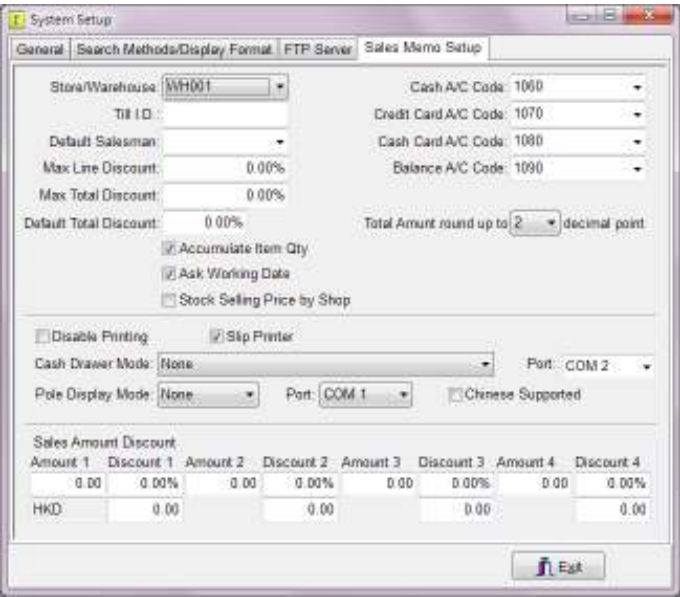 System Setup
General Search Methods/Display Format FTP Server Sales Memo Setup
Store/Warehouse: WH001 Cash A/C Code: 1060
Till I.D.: Credit Card A/C Code: 1070
Default Salesman: Cash Card A/C Code: 1080
Max Line Discount: 0.00% Balance A/C Code: 1090
Max Total Discount: 0.00%
Default Total Discount: 0.00% Total Amunt round up to 2 decimal point
Accumulate Item Qty
Ask Working Date
Stock Selling Price by Shop
Disable Printing Slip Printer
Cash Drawer Mode: None Port: COM 2
Pole Display Mode: None Port: COM 1 Chinese Supported
Sales Amount Discount
Amount 1 Discount 1 Amount 2 Discount 2 Amount 3 Discount 3 Amount 4 Discount 4
0.00 0.00% 0.00 0.00% 0.00 0.00% 0.00 0.00%
HKD 0.00 0.00 0.00 0.00
Exit